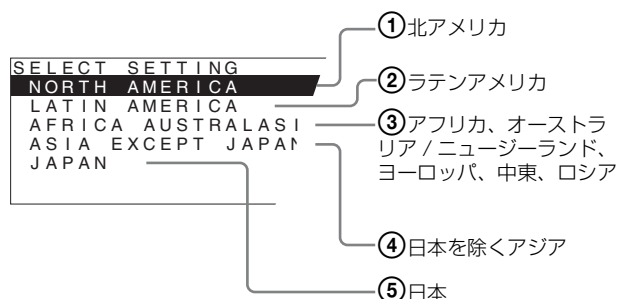 SELECT SETTING
NORTH AMERICA
LATIN AMERICA
AFRICA AUSTRALASI
ASIA EXCEPT JAPAN
JAPAN
①北アメリカ
②ラテンアメリカ
③アフリカ、オーストラ
リア / ニュージーランド、
ヨーロッパ、中東、ロシア
④日本を除くアジア
⑤日本